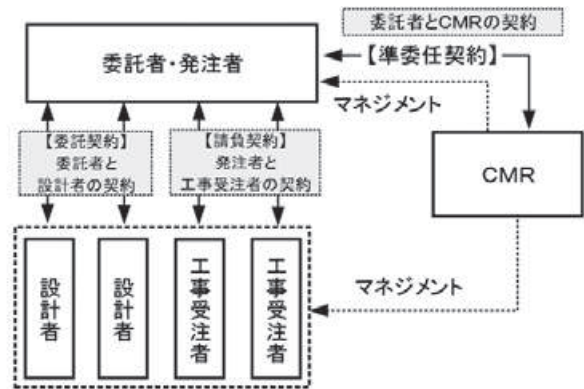 委託者とCMRの契約
委託者・発注者
【準委任契約】
マネジメント
【委託契約】
委託者と
設計者の契約
【請負契約】
発注者と
工事受注者の契約
CMR
設計者
設計者
工事受注者
工事受注者
マネジメント